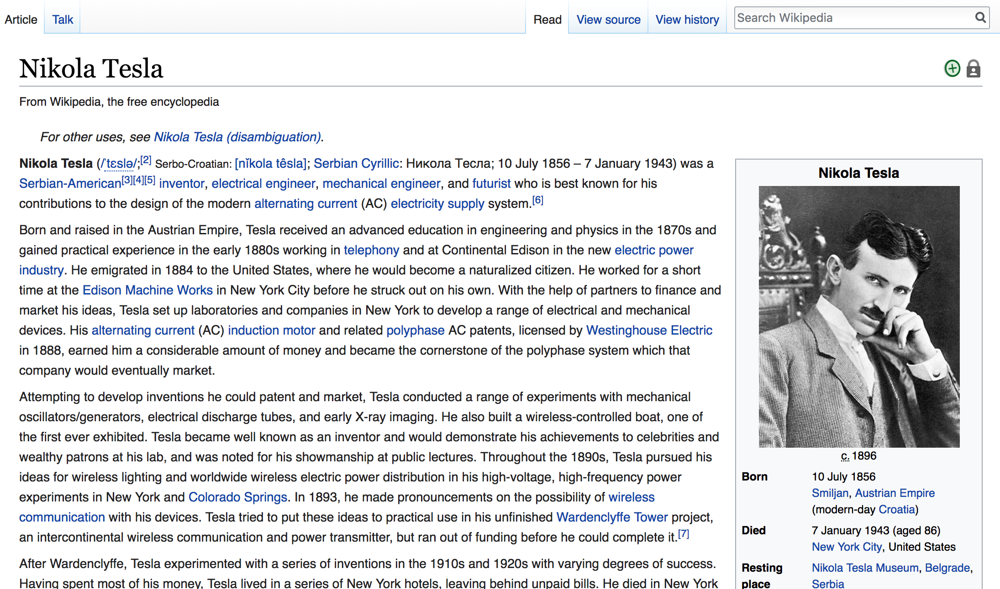 Article Talk Read View source View history Search Wikipedia
Nikola Tesla
From Wikipedia, the free encyclopedia
For other uses, see Nikola Tesla (disambiguation).
Nikola Tesla (/ˈtɛslə/;[2] Serbo-Croatian: [nǐkola têsla]; Serbian Cyrillic: Никола Тесла; 10 July 1856 – 7 January 1943) was a
Serbian-American[3][4][5] inventor, electrical engineer, mechanical engineer, and futurist who is best known for his
contributions to the design of the modern alternating current (AC) electricity supply system.[6]
Born and raised in the Austrian Empire, Tesla received an advanced education in engineering and physics in the 1870s and
gained practical experience in the early 1880s working in telephony and at Continental Edison in the new electric power
industry. He emigrated in 1884 to the United States, where he would become a naturalized citizen. He worked for a short
time at the Edison Machine Works in New York City before he struck out on his own. With the help of partners to finance and
market his ideas, Tesla set up laboratories and companies in New York to develop a range of electrical and mechanical
devices. His alternating current (AC) induction motor and related polyphase AC patents, licensed by Westinghouse Electric
in 1888, earned him a considerable amount of money and became the cornerstone of the polyphase system which that
company would eventually market.
Attempting to develop inventions he could patent and market, Tesla conducted a range of experiments with mechanical
oscillators/generators, electrical discharge tubes, and early X-ray imaging. He also built a wireless-controlled boat, one of
the first ever exhibited. Tesla became well known as an inventor and would demonstrate his achievements to celebrities and
wealthy patrons at his lab, and was noted for his showmanship at public lectures. Throughout the 1890s, Tesla pursued his
ideas for wireless lighting and worldwide wireless electric power distribution in his high-voltage, high-frequency power
experiments in New York and Colorado Springs. In 1893, he made pronouncements on the possibility of wireless
communication with his devices. Tesla tried to put these ideas to practical use in his unfinished Wardenclyffe Tower project,
an intercontinental wireless communication and power transmitter, but ran out of funding before he could complete it.[7]
After Wardenclyffe, Tesla experimented with a series of inventions in the 1910s and 1920s with varying degrees of success.
Having spent most of his money, Tesla lived in a series of New York hotels, leaving behind unpaid bills. He died in New York
Nikola Tesla
c. 1896
Born 10 July 1856
Smiljan, Austrian Empire
(modern-day Croatia)
Died 7 January 1943 (aged 86)
New York City, United States
Resting Nikola Tesla Museum, Belgrade,
place Serbia